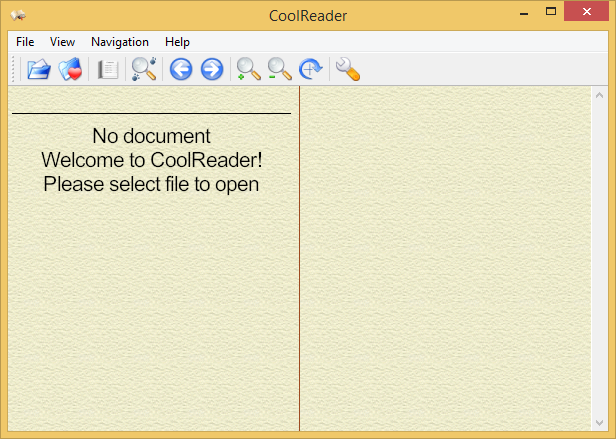 CoolReader
File View Navigation Help
No document
Welcome to CoolReader!
Please select file to open